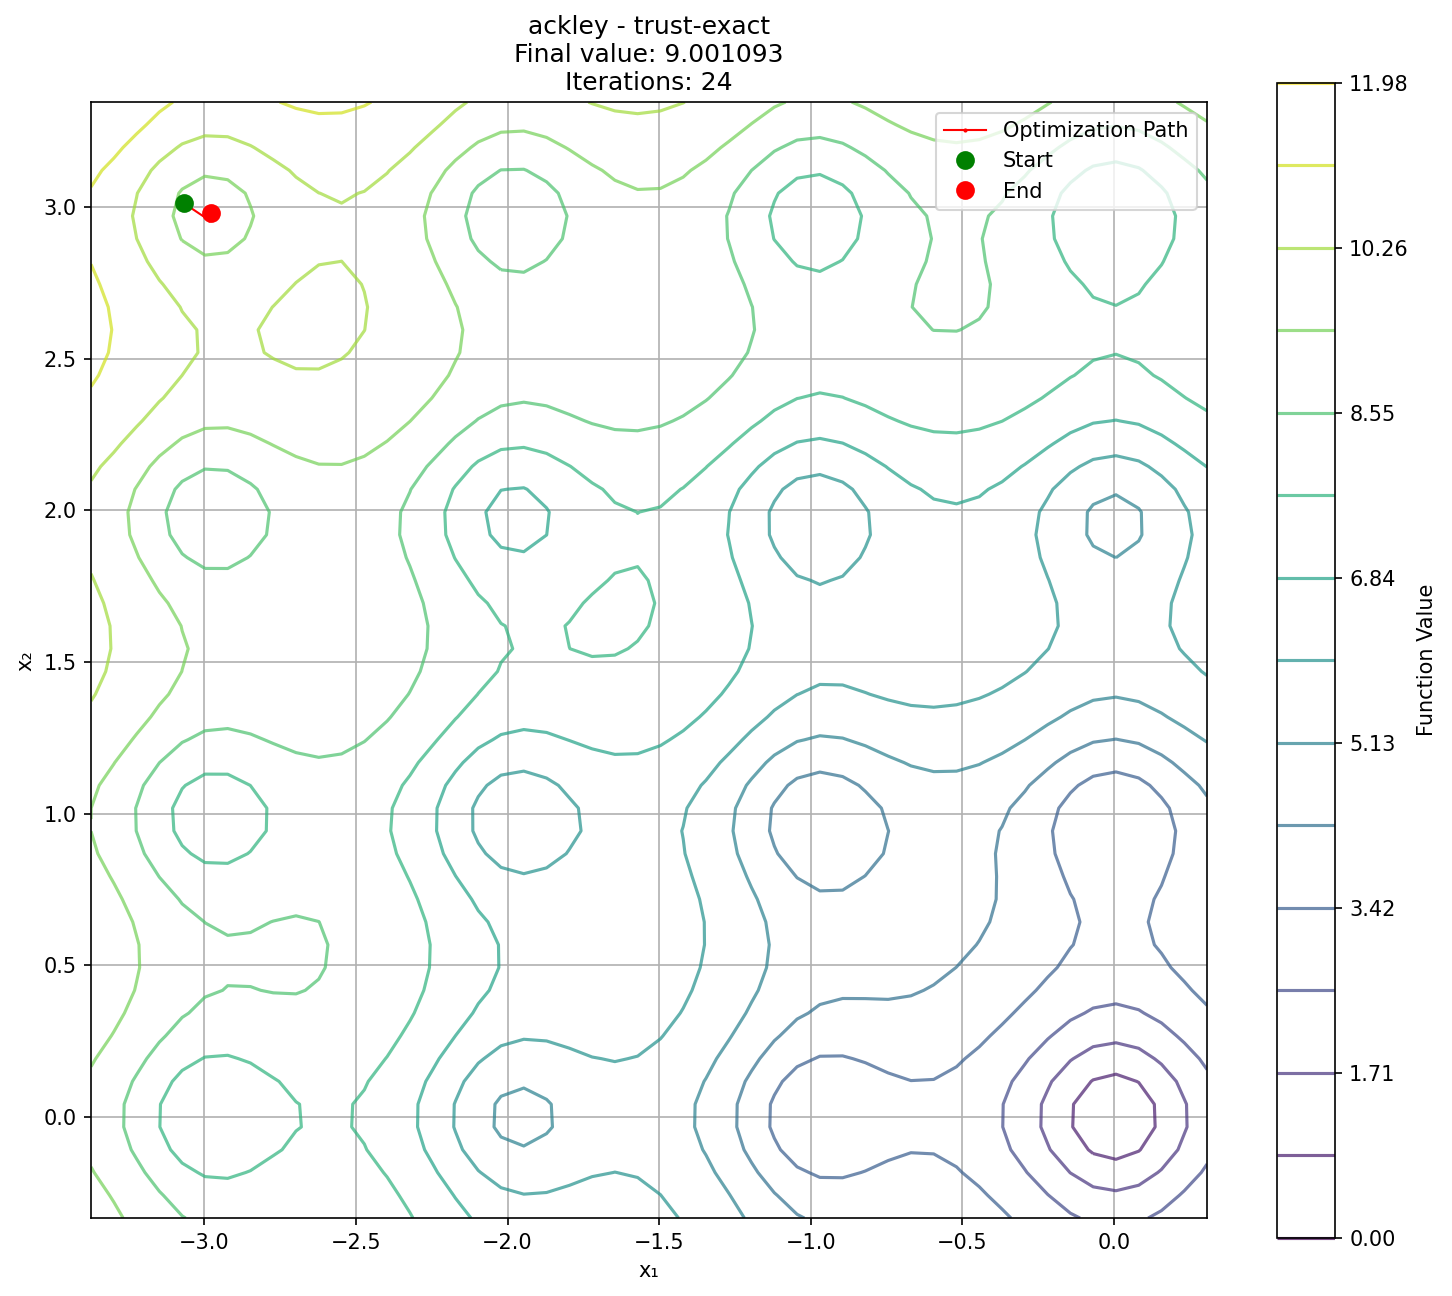 ackley - trust-exact
Final value: 9.001093
Iterations: 24
Optimization Path
Start
End
3.0
2.5
2.0
1.5
1.0
0.5
0.0
x₂
−3.0
−2.5
−2.0
−1.5
−1.0
−0.5
0.0
x₁
11.98
10.26
8.55
6.84
5.13
3.42
1.71
0.00
Function Value